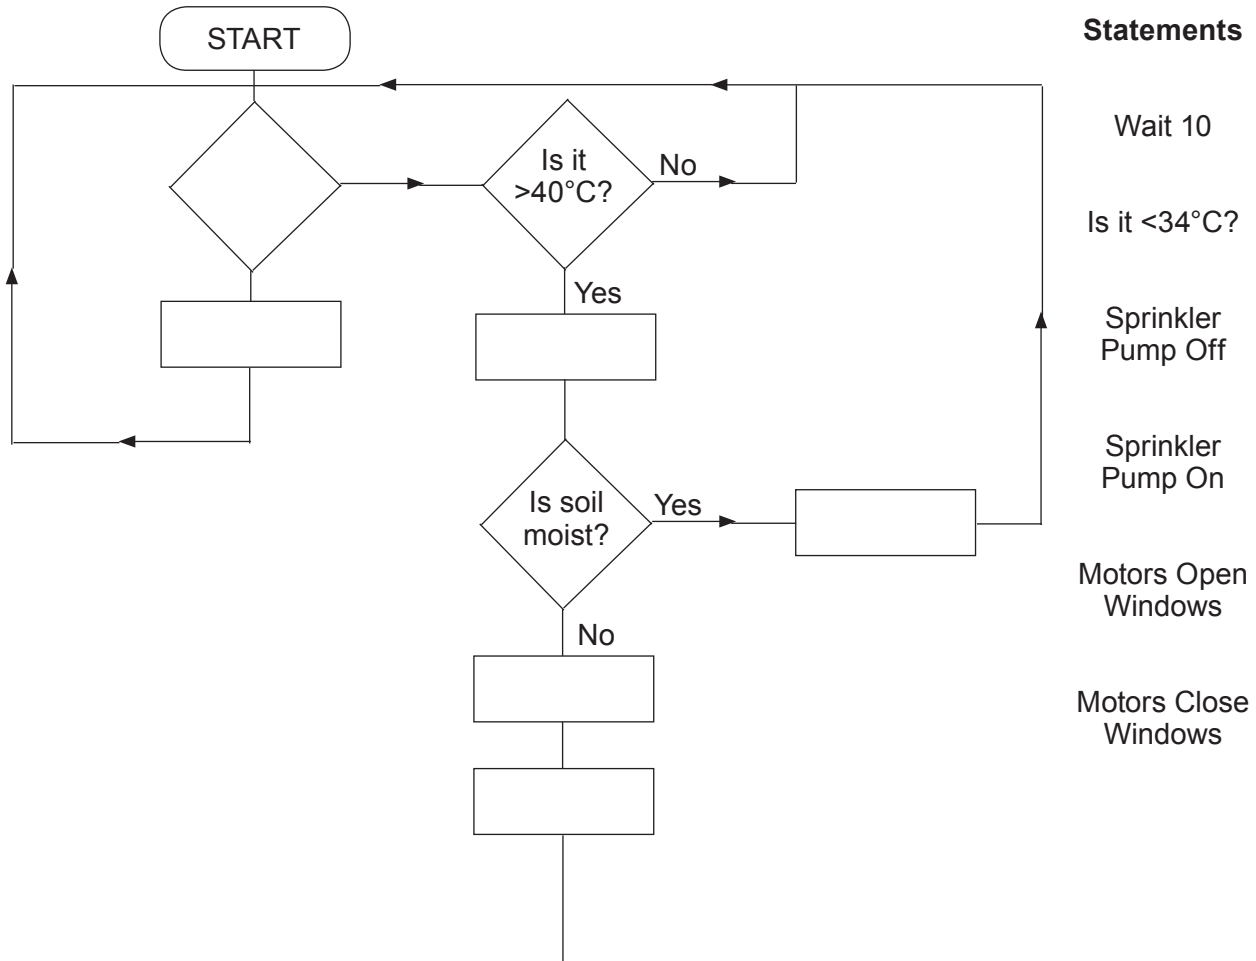 START
Is it
>40°C?
No
Yes
Is soil
moist?
Yes
No
Statements
Wait 10
Is it <34°C?
Sprinkler
Pump Off
Sprinkler
Pump On
Motors Open
Windows
Motors Close
Windows